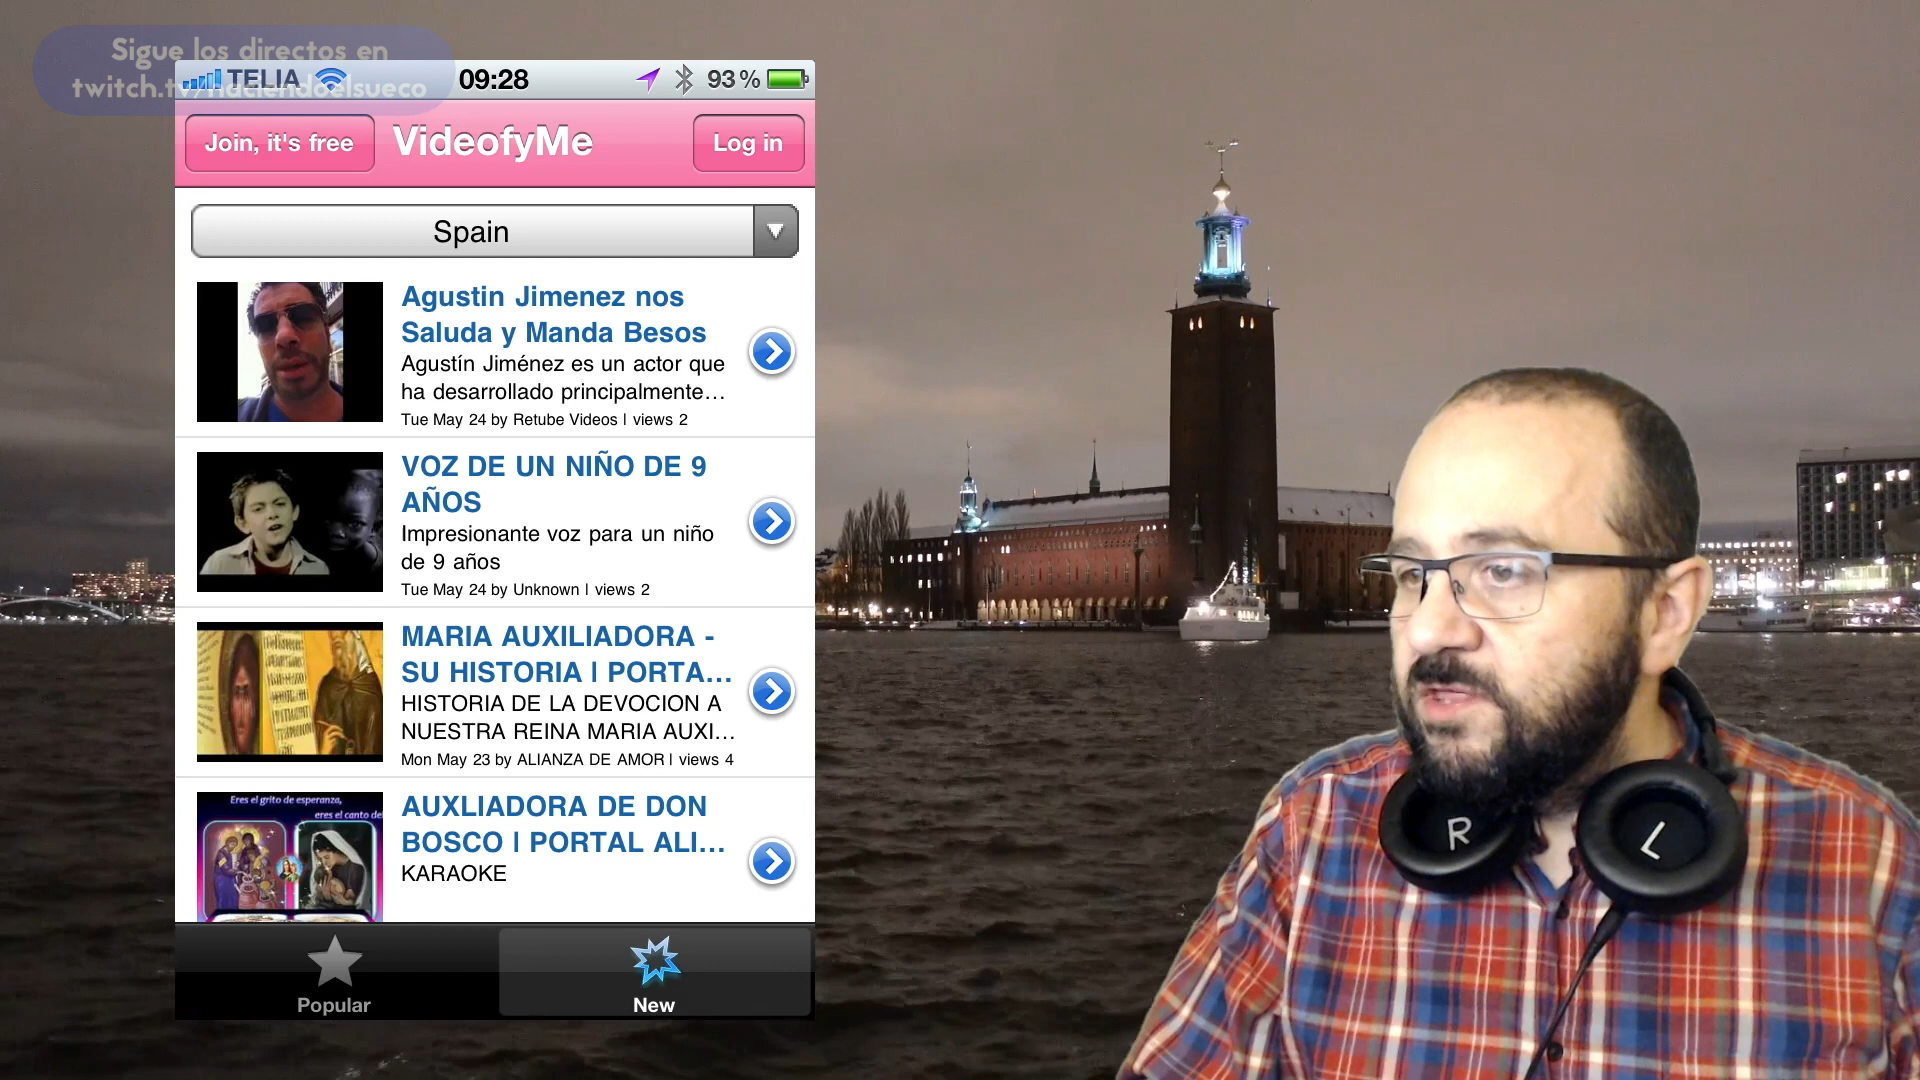 Sigue los directos en
twitch.tv/haciendoelsueco
TELIA 09:28 93 %
Join, it's free VideofyMe Log in
Spain
Agustin Jimenez nos
Saluda y Manda Besos
Agustín Jiménez es un actor que
ha desarrollado principalmente...
Tue May 24 by Retube Videos | views 2
VOZ DE UN NIÑO DE 9
AÑOS
Impresionante voz para un niño
de 9 años
Tue May 24 by Unknown | views 2
MARIA AUXILIADORA -
SU HISTORIA | PORTA...
HISTORIA DE LA DEVOCION A
NUESTRA REINA MARIA AUXI...
Mon May 23 by ALIANZA DE AMOR | views 4
Eres el grito de esperanza,
eres el canto de
AUXLIADORA DE DON
BOSCO | PORTAL ALI...
KARAOKE
Popular New
R L